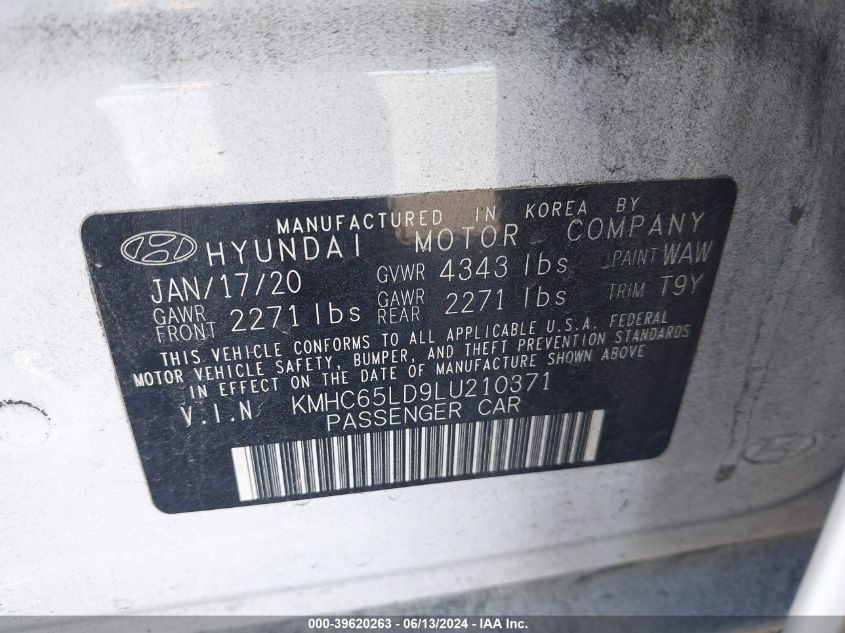 MANUFACTURED IN KOREA BY
HYUNDAI MOTOR COMPANY
JAN/17/20 GVWR 4343 lbs PAINT WAW
GAWR FRONT 2271 lbs GAWR REAR 2271 lbs TRIM T9Y
THIS VEHICLE CONFORMS TO ALL APPLICABLE U.S.A. FEDERAL
MOTOR VEHICLE SAFETY, BUMPER, AND THEFT PREVENTION STANDARDS
IN EFFECT ON THE DATE OF MANUFACTURE SHOWN ABOVE
V.I.N KMHC65LD9LU210371
PASSENGER CAR
000-39620263 - 06/13/2024 - IAAI.com